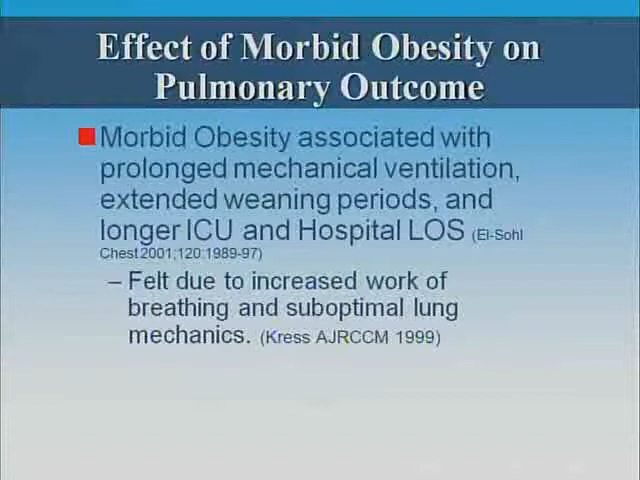 Effect of Morbid Obesity on
Pulmonary Outcome
Morbid Obesity associated with
prolonged mechanical ventilation,
extended weaning periods, and
longer ICU and Hospital LOS (El-Sohl
Chest 2001;120:1989-97)
– Felt due to increased work of
breathing and suboptimal lung
mechanics. (Kress AJRCCM 1999)